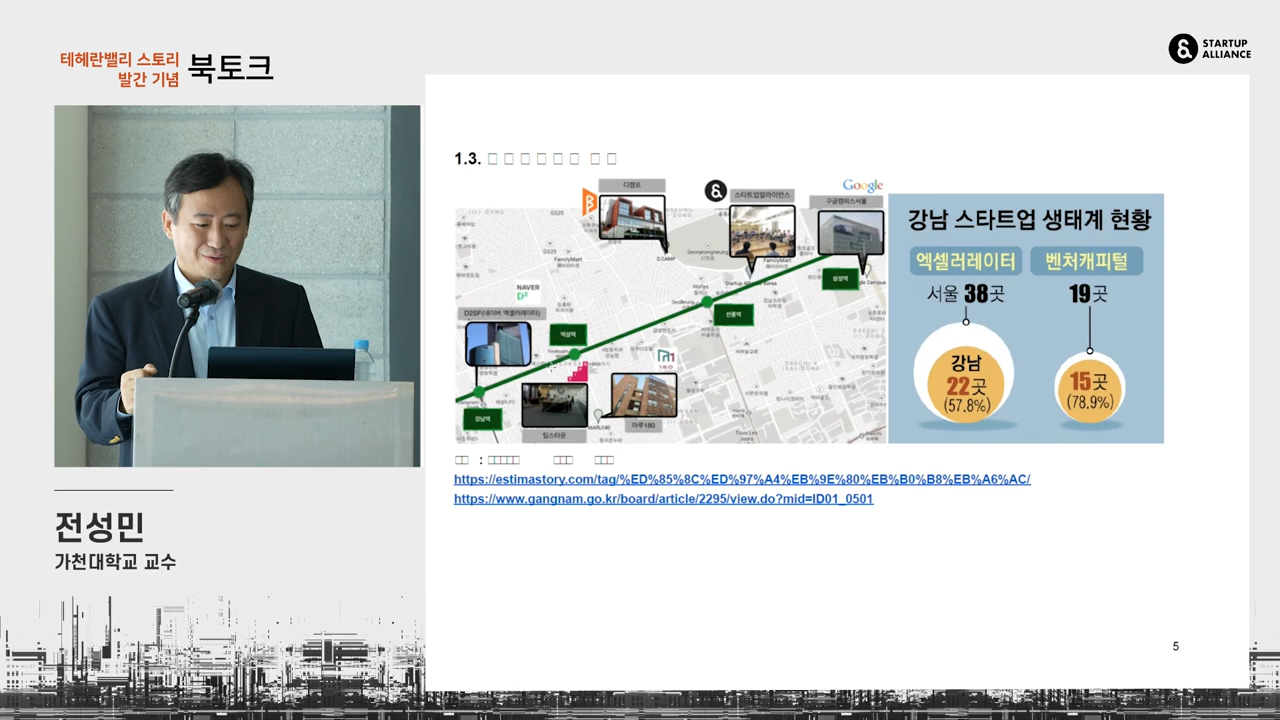 테헤란밸리 스토리
발간 기념
북토크
STARTUP
ALLIANCE
1.3.
디캠프
스타트업얼라이언스
Google
구글캠퍼스서울
D.CAMP
NAVER
D²
D2SF(네이버 엑셀러레이터)
역삼역
선릉역
삼성역
강남역
팁스타운
마루180
MARU180
강남 스타트업 생태계 현황
엑셀러레이터
벤처캐피털
서울 38곳
19곳
강남
22곳
(57.8%)
15곳
(78.9%)
https://estimastory.com/tag/%ED%85%8C%ED%97%A4%EB%9E%80%EB%B0%B8%EB%A6%AC/
https://www.gangnam.go.kr/board/article/2295/view.do?mid=ID01_0501
전성민
가천대학교 교수
5